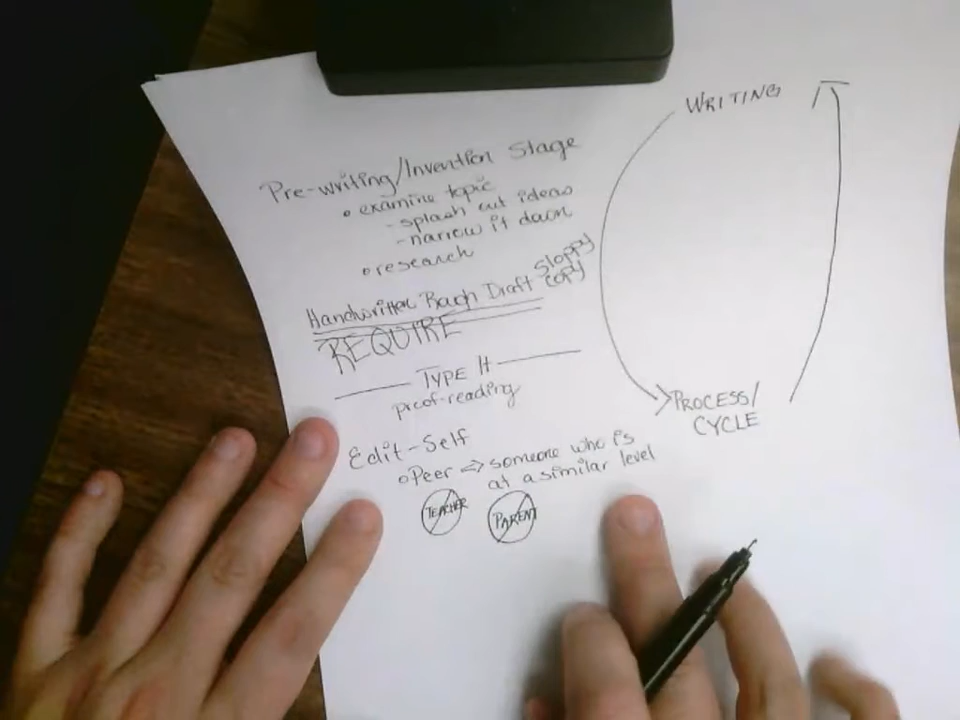 Pre-writing/Invention Stage
• examine topic
- splash out ideas
- narrow it down
• research
Handwritten Rough Draft Sloppy Copy
REQUIRE
TYPE It
proof-reading
Edit-Self
• Peer => someone who is
at a similar level
TEACHER PARENT
WRITING
PROCESS/
CYCLE